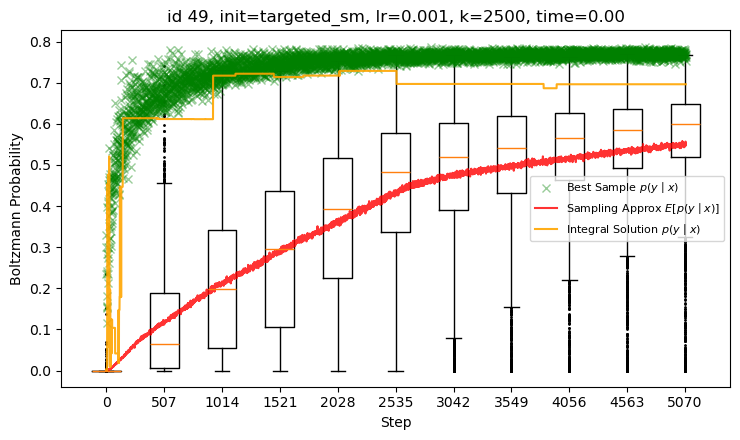 id 49, init=targeted_sm, lr=0.001, k=2500, time=0.00
Boltzmann Probability
0.8
0.7
0.6
0.5
0.4
0.3
0.2
0.1
0.0
Best Sample p(y | x)
Sampling Approx E[p(y | x)]
Integral Solution p(y | x)
0 507 1014 1521 2028 2535 3042 3549 4056 4563 5070
Step